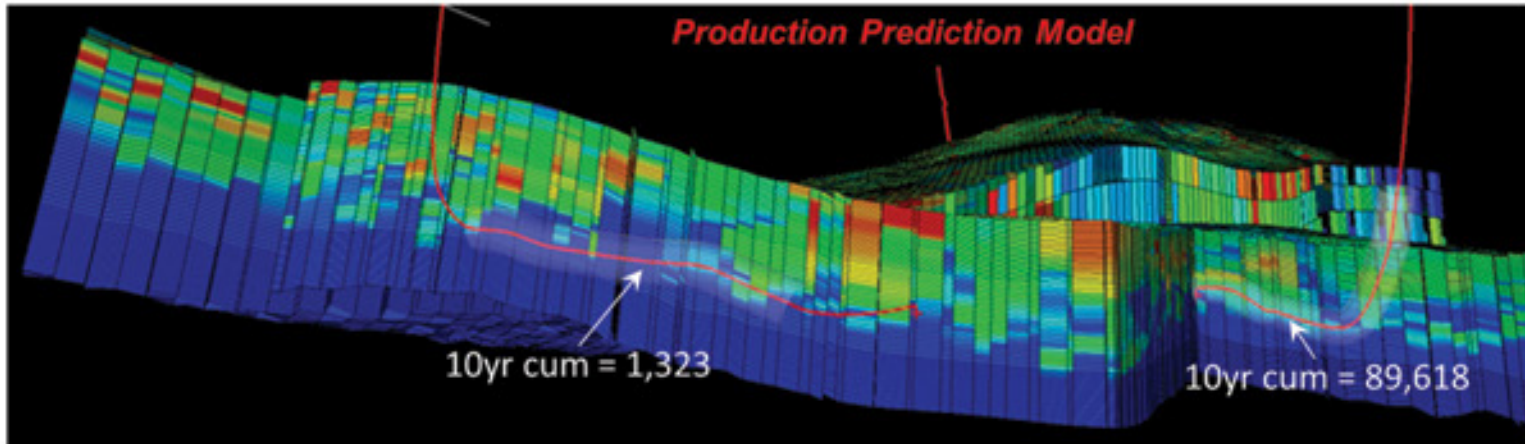 Production Prediction Model
10yr cum = 1,323
10yr cum = 89,618